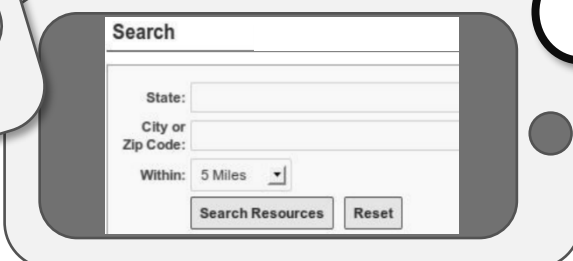 Search
State:
City or
Zip Code:
Within: 5 Miles
Search Resources Reset